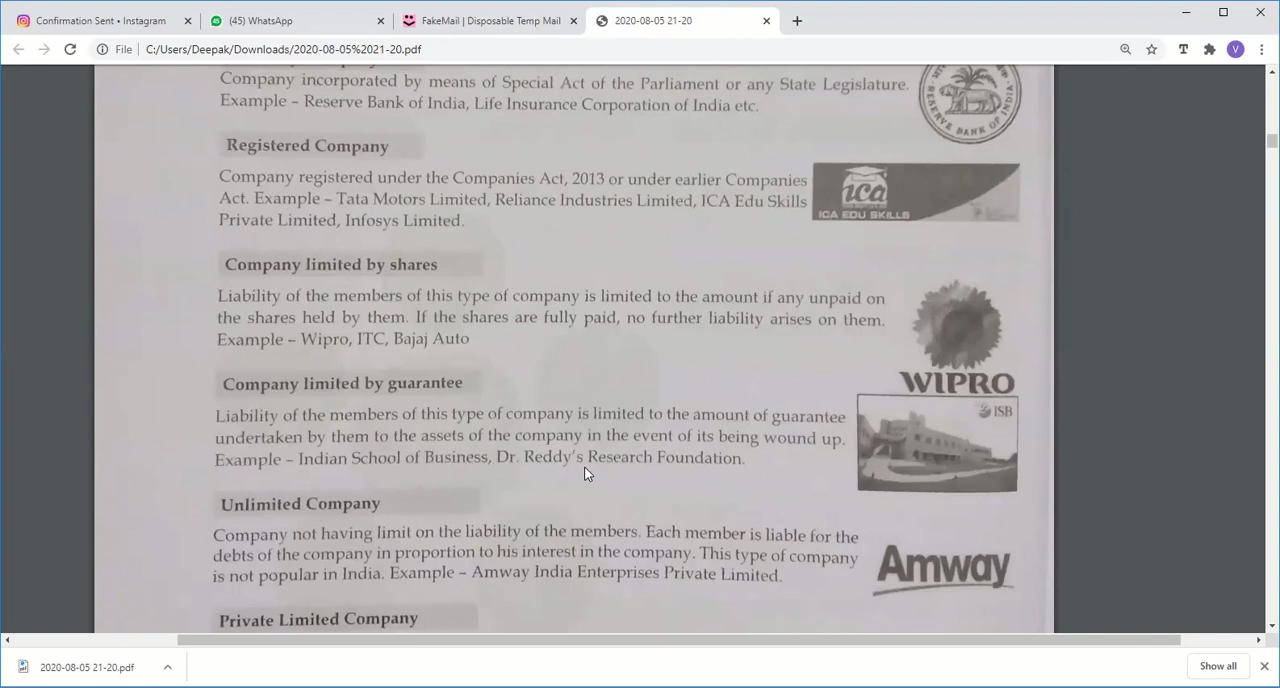 Confirmation Sent • Instagram
(45) WhatsApp
FakeMail | Disposable Temp Mail
2020-08-05 21-20
File
C:/Users/Deepak/Downloads/2020-08-05%2021-20.pdf
V
Company incorporated by means of Special Act of the Parliament or any State Legislature.
Example – Reserve Bank of India, Life Insurance Corporation of India etc.
RESERVE BANK OF INDIA
Registered Company
Company registered under the Companies Act, 2013 or under earlier Companies
Act. Example – Tata Motors Limited, Reliance Industries Limited, ICA Edu Skills
Private Limited, Infosys Limited.
ica
ICA EDU SKILLS
Company limited by shares
Liability of the members of this type of company is limited to the amount if any unpaid on
the shares held by them. If the shares are fully paid, no further liability arises on them.
Example – Wipro, ITC, Bajaj Auto
WIPRO
Company limited by guarantee
Liability of the members of this type of company is limited to the amount of guarantee
undertaken by them to the assets of the company in the event of its being wound up.
Example – Indian School of Business, Dr. Reddy's Research Foundation.
ISB
Unlimited Company
Company not having limit on the liability of the members. Each member is liable for the
debts of the company in proportion to his interest in the company. This type of company
is not popular in India. Example – Amway India Enterprises Private Limited.
Amway
Private Limited Company
2020-08-05 21-20.pdf
Show all